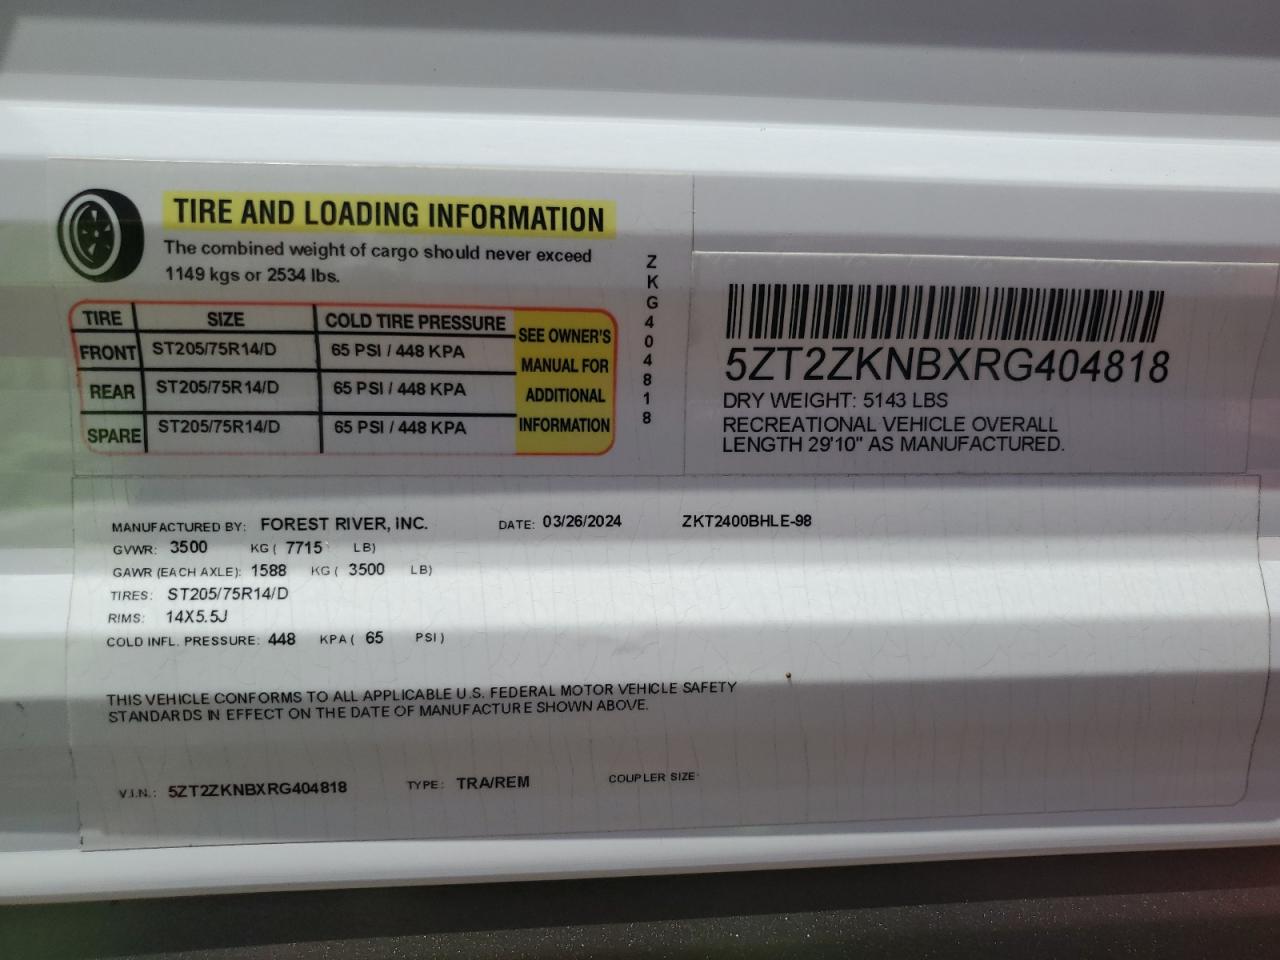 TIRE AND LOADING INFORMATION
The combined weight of cargo should never exceed
1149 kgs or 2534 lbs.
TIRE SIZE COLD TIRE PRESSURE
FRONT ST205/75R14/D 65 PSI / 448 KPA
REAR ST205/75R14/D 65 PSI / 448 KPA
SPARE ST205/75R14/D 65 PSI / 448 KPA
SEE OWNER'S
MANUAL FOR
ADDITIONAL
INFORMATION
ZKG404818
5ZT2ZKNBXRG404818
DRY WEIGHT: 5143 LBS
RECREATIONAL VEHICLE OVERALL
LENGTH 29'10" AS MANUFACTURED.
MANUFACTURED BY: FOREST RIVER, INC. DATE: 03/26/2024 ZKT2400BHLE-98
GVWR: 3500 KG ( 7715 LB)
GAWR (EACH AXLE): 1588 KG ( 3500 LB)
TIRES: ST205/75R14/D
RIMS: 14X5.5J
COLD INFL. PRESSURE: 448 KPA ( 65 PSI )
THIS VEHICLE CONFORMS TO ALL APPLICABLE U.S. FEDERAL MOTOR VEHICLE SAFETY
STANDARDS IN EFFECT ON THE DATE OF MANUFACTURE SHOWN ABOVE.
V.I.N.: 5ZT2ZKNBXRG404818 TYPE: TRA/REM COUPLER SIZE: